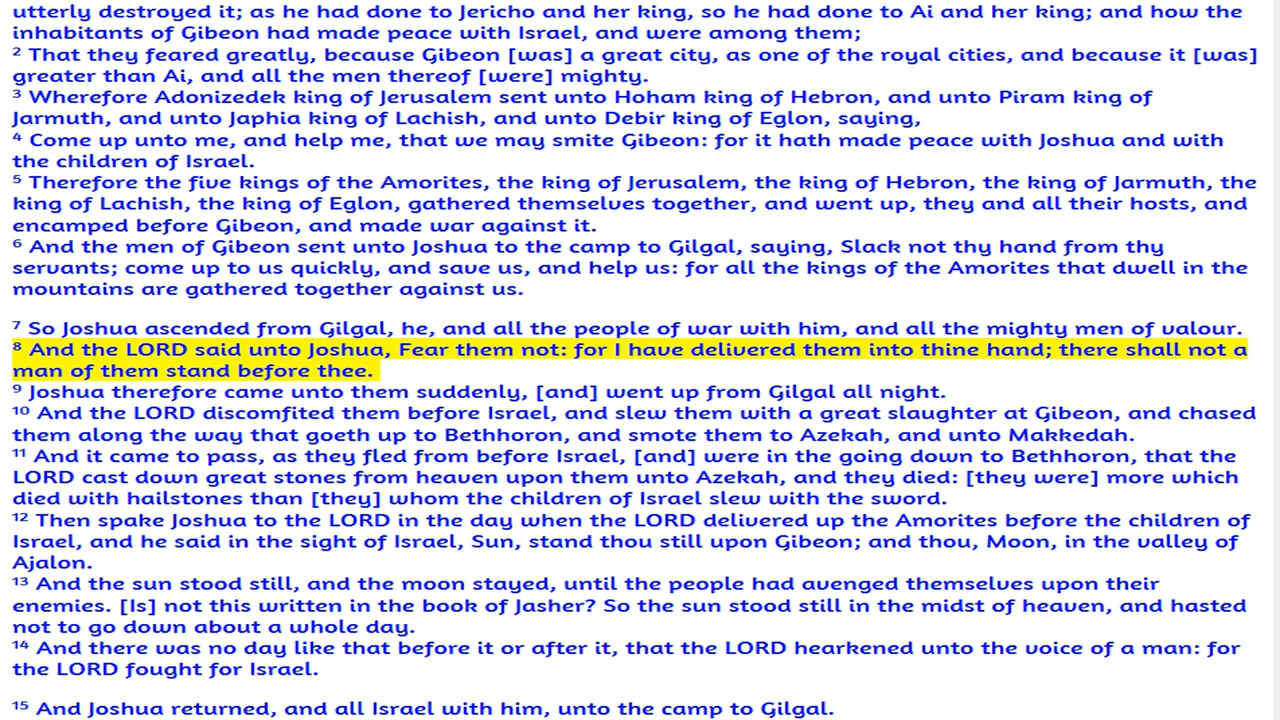 utterly destroyed it; as he had done to Jericho and her king, so he had done to Ai and her king; and how the
inhabitants of Gibeon had made peace with Israel, and were among them;
² That they feared greatly, because Gibeon [was] a great city, as one of the royal cities, and because it [was]
greater than Ai, and all the men thereof [were] mighty.
³ Wherefore Adonizedek king of Jerusalem sent unto Hoham king of Hebron, and unto Piram king of
Jarmuth, and unto Japhia king of Lachish, and unto Debir king of Eglon, saying,
⁴ Come up unto me, and help me, that we may smite Gibeon: for it hath made peace with Joshua and with
the children of Israel.
⁵ Therefore the five kings of the Amorites, the king of Jerusalem, the king of Hebron, the king of Jarmuth, the
king of Lachish, the king of Eglon, gathered themselves together, and went up, they and all their hosts, and
encamped before Gibeon, and made war against it.
⁶ And the men of Gibeon sent unto Joshua to the camp to Gilgal, saying, Slack not thy hand from thy
servants; come up to us quickly, and save us, and help us: for all the kings of the Amorites that dwell in the
mountains are gathered together against us.
⁷ So Joshua ascended from Gilgal, he, and all the people of war with him, and all the mighty men of valour.
⁸ And the LORD said unto Joshua, Fear them not: for I have delivered them into thine hand; there shall not a
man of them stand before thee.
⁹ Joshua therefore came unto them suddenly, [and] went up from Gilgal all night.
¹⁰ And the LORD discomfited them before Israel, and slew them with a great slaughter at Gibeon, and chased
them along the way that goeth up to Bethhoron, and smote them to Azekah, and unto Makkedah.
¹¹ And it came to pass, as they fled from before Israel, [and] were in the going down to Bethhoron, that the
LORD cast down great stones from heaven upon them unto Azekah, and they died: [they were] more which
died with hailstones than [they] whom the children of Israel slew with the sword.
¹² Then spake Joshua to the LORD in the day when the LORD delivered up the Amorites before the children of
Israel, and he said in the sight of Israel, Sun, stand thou still upon Gibeon; and thou, Moon, in the valley of
Ajalon.
¹³ And the sun stood still, and the moon stayed, until the people had avenged themselves upon their
enemies. [Is] not this written in the book of Jasher? So the sun stood still in the midst of heaven, and hasted
not to go down about a whole day.
¹⁴ And there was no day like that before it or after it, that the LORD hearkened unto the voice of a man: for
the LORD fought for Israel.
¹⁵ And Joshua returned, and all Israel with him, unto the camp to Gilgal.